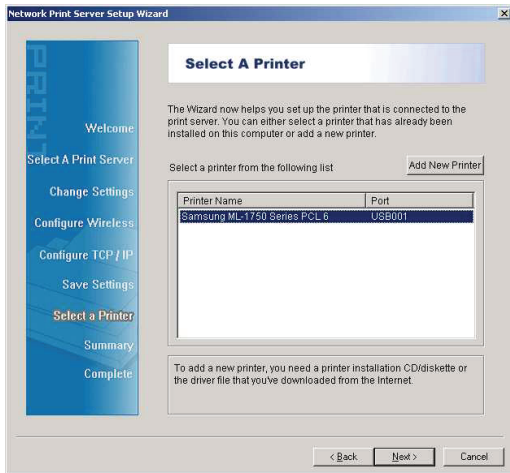 Network Print Server Setup Wizard
PRINT
Select A Printer
The Wizard now helps you set up the printer that is connected to the
print server. You can either select a printer that has already been
installed on this computer or add a new printer.
Select a printer from the following list
Add New Printer
Printer Name Port
Samsung ML-1750 Series PCL 6 USB001
To add a new printer, you need a printer installation CD/diskette or
the driver file that you've downloaded from the Internet.
Welcome
Select A Print Server
Change Settings
Configure Wireless
Configure TCP / IP
Save Settings
Select a Printer
Summary
Complete
< Back Next > Cancel